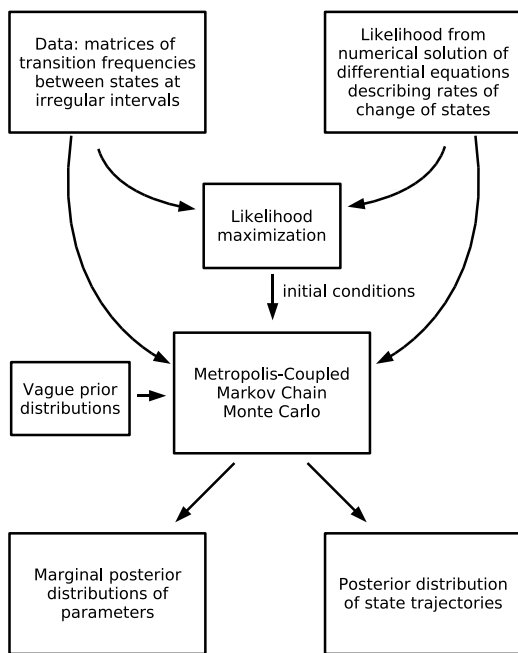 Data: matrices of
transition frequencies
between states at
irregular intervals
Likelihood from
numerical solution of
differential equations
describing rates of
change of states
Likelihood
maximization
initial conditions
Vague prior
distributions
Metropolis-Coupled
Markov Chain
Monte Carlo
Marginal posterior
distributions of
parameters
Posterior distribution
of state trajectories